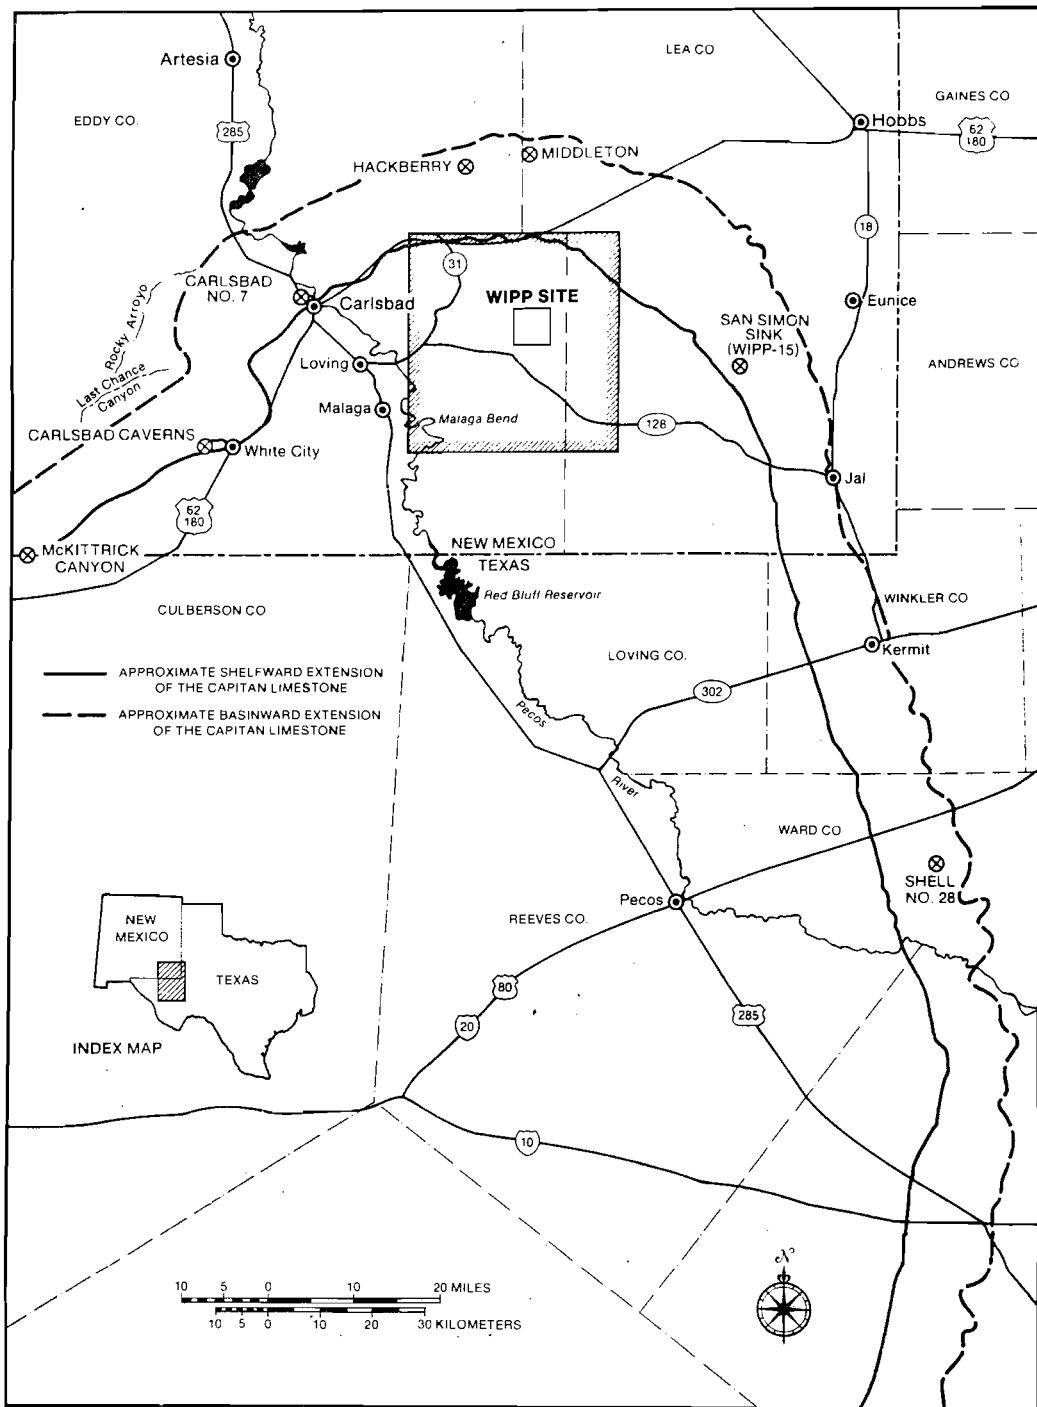 LEA CO
Artesia
GAINES CO
EDDY CO.
Hobbs
285
62
180
HACKBERRY
MIDDLETON
18
31
CARLSBAD
NO. 7
Carlsbad
WIPP SITE
Eunice
Rocky Arroyo
SAN SIMON
SINK
(WIPP-15)
Loving
ANDREWS CO
Last Chance
Canyon
Malaga
Malaga Bend
128
CARLSBAD CAVERNS
White City
Jal
62
180
McKITTRICK
CANYON
NEW MEXICO
TEXAS
CULBERSON CO
Red Bluff Reservoir
WINKLER CO
LOVING CO.
Kermit
APPROXIMATE SHELFWARD EXTENSION
OF THE CAPITAN LIMESTONE
302
APPROXIMATE BASINWARD EXTENSION
OF THE CAPITAN LIMESTONE
Pecos
River
WARD CO
SHELL
NO. 28
Pecos
REEVES CO.
NEW
MEXICO
TEXAS
80
285
20
INDEX MAP
10
N
10 5 0 10 20 MILES
10 5 0 10 20 30 KILOMETERS